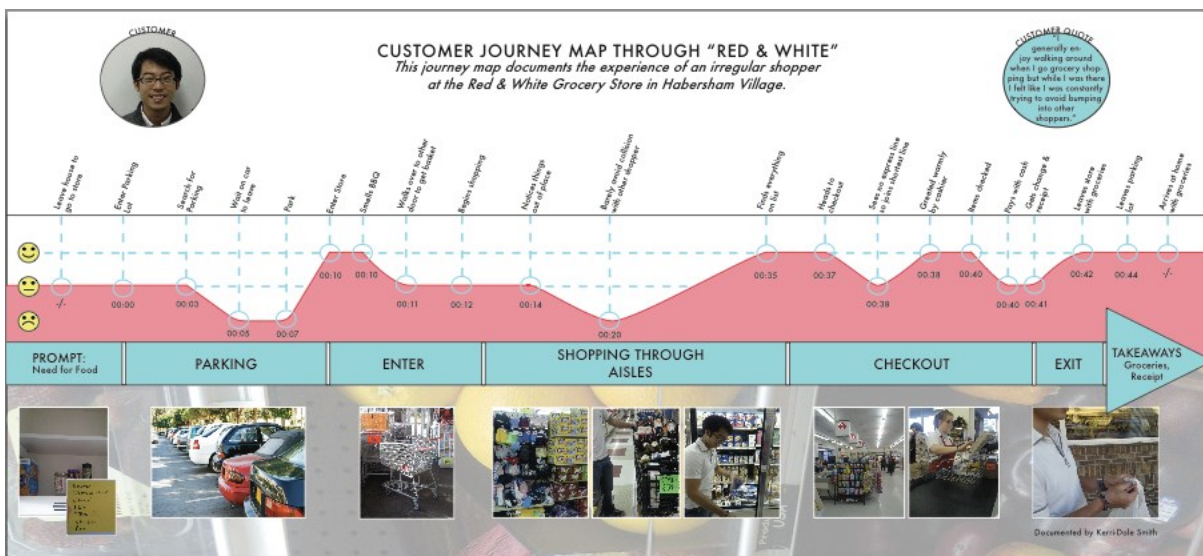 CUSTOMER
CUSTOMER JOURNEY MAP THROUGH “RED & WHITE”
This journey map documents the experience of an irregular shopper
at the Red & White Grocery Store in Habersham Village.
CUSTOMER QUOTE
"I
generally en-
joy walking around
when I go grocery shop-
ping but while I was there
I felt like I was constantly
trying to avoid bumping
into other
shoppers."
Leave house to
go to store
Enter Parking
Lot
Search for
Parking
Wait on car
to leave
Park
Enter Store
Smells BBQ
Walks over to other
door to get basket
Begins shopping
Notices things
out of place
Barely avoid collision
with other shopper
Finds everything
on list
Heads to
checkout
Sees no express line
so joins shortest line
Greeted warmly
by cashier
Items checked
Pays with cash
Gets change &
receipt
Leaves store
with groceries
Leaves parking
lot
Arrives at home
with groceries
-/-
00:00
00:03
00:05
00:07
00:10
00:10
00:11
00:12
00:14
00:20
00:35
00:37
00:38
00:38
00:40
00:40
00:41
00:42
00:44
-/-
PROMPT:
Need for Food
PARKING
ENTER
SHOPPING THROUGH
AISLES
CHECKOUT
EXIT
TAKEAWAYS
Groceries,
Receipt
Documented by Kerri-Dale Smith